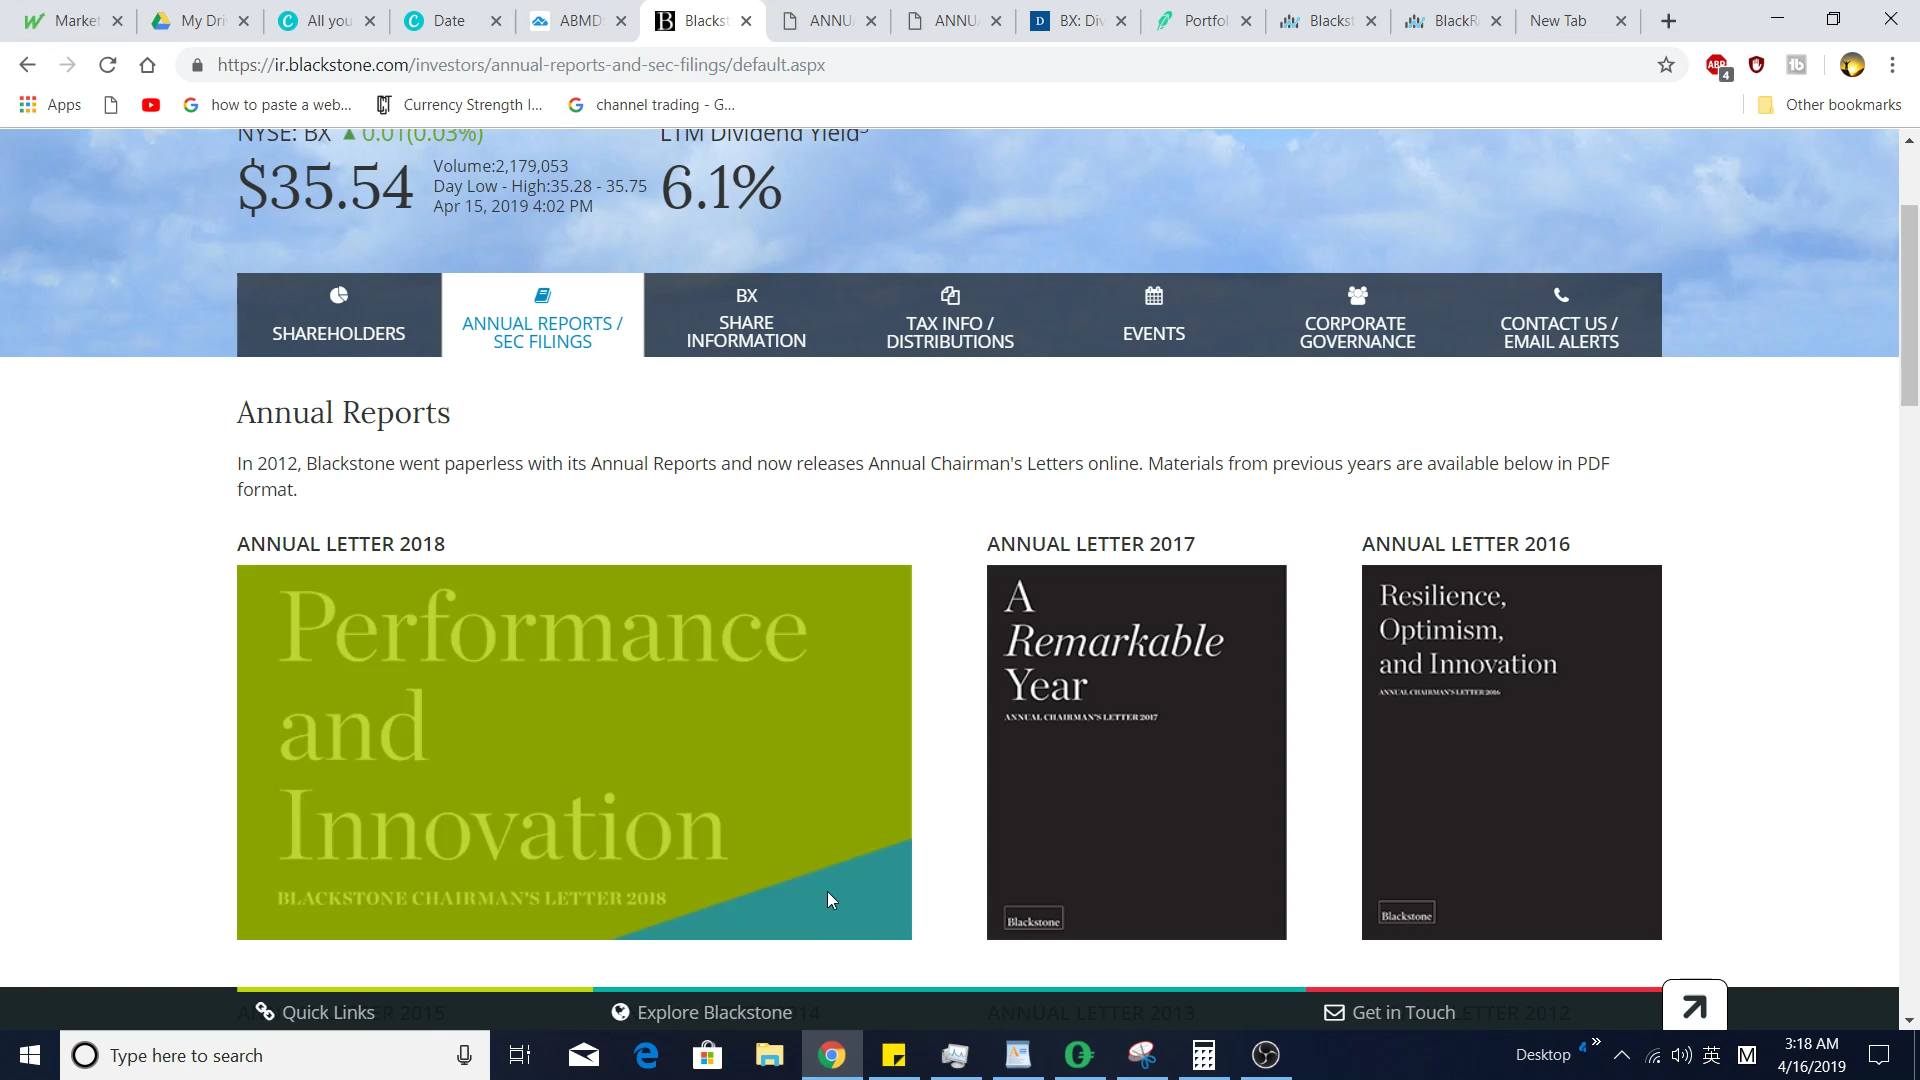 Market
My Dri
All you
Date
ABMD:
Blackst
ANNU
ANNU
BX: Div
Portfol
Blackst
BlackR
New Tab
https://ir.blackstone.com/investors/annual-reports-and-sec-filings/default.aspx
ABP
4
Apps
how to paste a web...
Currency Strength I...
channel trading - G...
Other bookmarks
NYSE: BX ▲ 0.01(0.03%)
LTM Dividend Yield
$35.54
Volume:2,179,053
Day Low - High:35.28 - 35.75
Apr 15, 2019 4:02 PM
6.1%
SHAREHOLDERS
ANNUAL REPORTS /
SEC FILINGS
BX
SHARE
INFORMATION
TAX INFO /
DISTRIBUTIONS
EVENTS
CORPORATE
GOVERNANCE
CONTACT US /
EMAIL ALERTS
Annual Reports
In 2012, Blackstone went paperless with its Annual Reports and now releases Annual Chairman's Letters online. Materials from previous years are available below in PDF
format.
ANNUAL LETTER 2018
Performance
and
Innovation
BLACKSTONE CHAIRMAN'S LETTER 2018
ANNUAL LETTER 2017
A
Remarkable
Year
ANNUAL CHAIRMAN'S LETTER 2017
Blackstone
ANNUAL LETTER 2016
Resilience,
Optimism,
and Innovation
ANNUAL CHAIRMAN'S LETTER 2016
Blackstone
Quick Links
Explore Blackstone
ANNUAL LETTER 2013
Get in Touch
Type here to search
Desktop
英
M
3:18 AM
4/16/2019